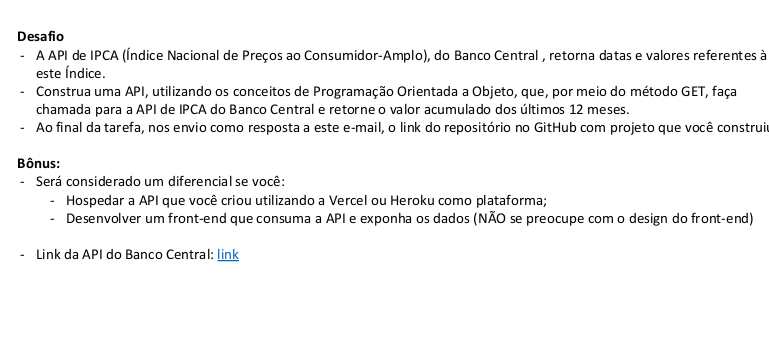 Desafio
- A API de IPCA (Índice Nacional de Preços ao Consumidor-Amplo), do Banco Central , retorna datas e valores referentes à
este Índice.
- Construa uma API, utilizando os conceitos de Programação Orientada a Objeto, que, por meio do método GET, faça
chamada para a API de IPCA do Banco Central e retorne o valor acumulado dos últimos 12 meses.
- Ao final da tarefa, nos envio como resposta a este e-mail, o link do repositório no GitHub com projeto que você construiu
Bônus:
- Será considerado um diferencial se você:
- Hospedar a API que você criou utilizando a Vercel ou Heroku como plataforma;
- Desenvolver um front-end que consuma a API e exponha os dados (NÃO se preocupe com o design do front-end)
- Link da API do Banco Central: link